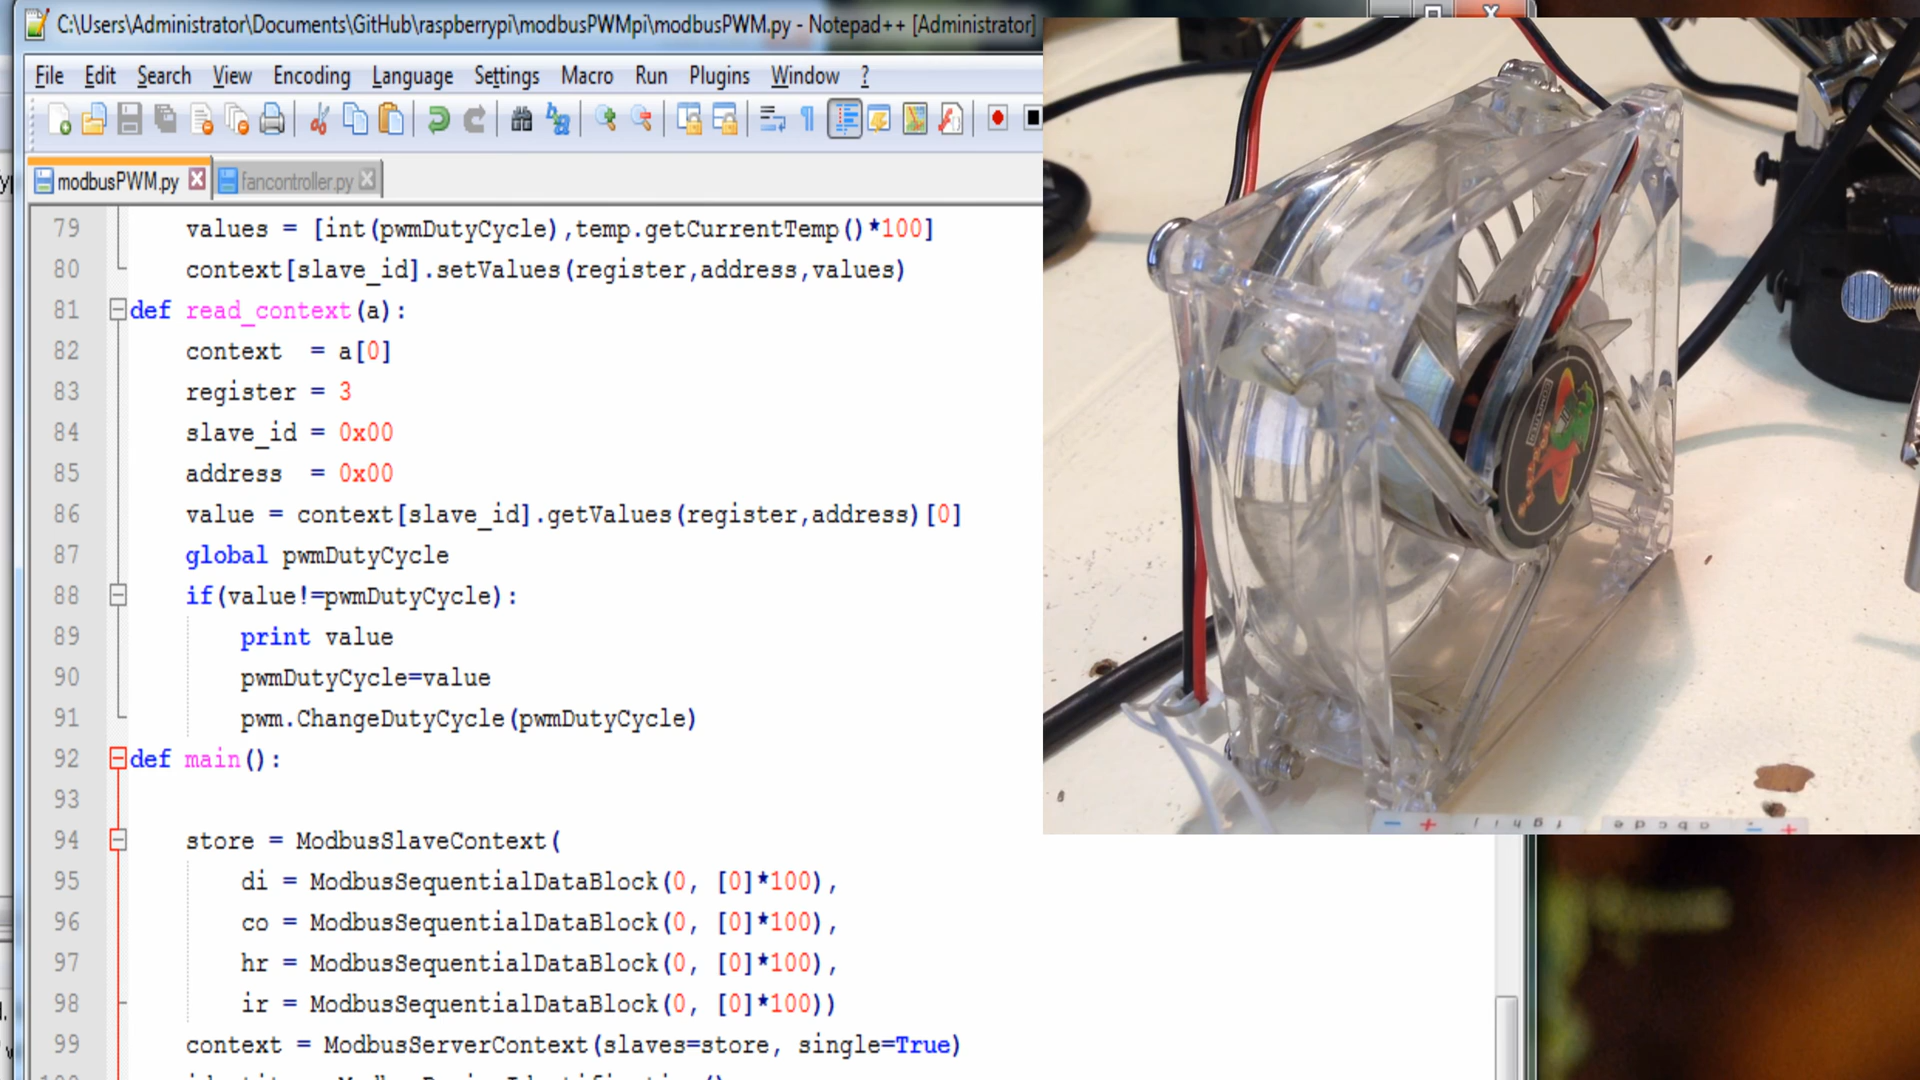 C:\Users\Administrator\Documents\GitHub\raspberrypi\modbusPWMpi\modbusPWM.py - Notepad++ [Administrator]
File Edit Search View Encoding Language Settings Macro Run Plugins Window ?
modbusPWM.py fancontroller.py
79 values = [int(pwmDutyCycle),temp.getCurrentTemp()*100]
80 context[slave_id].setValues(register,address,values)
81 def read_context(a):
82 context = a[0]
83 register = 3
84 slave_id = 0x00
85 address = 0x00
86 value = context[slave_id].getValues(register,address)[0]
87 global pwmDutyCycle
88 if(value!=pwmDutyCycle):
89 print value
90 pwmDutyCycle=value
91 pwm.ChangeDutyCycle(pwmDutyCycle)
92 def main():
93
94 store = ModbusSlaveContext(
95 di = ModbusSequentialDataBlock(0, [0]*100),
96 co = ModbusSequentialDataBlock(0, [0]*100),
97 hr = ModbusSequentialDataBlock(0, [0]*100),
98 ir = ModbusSequentialDataBlock(0, [0]*100))
99 context = ModbusServerContext(slaves=store, single=True)